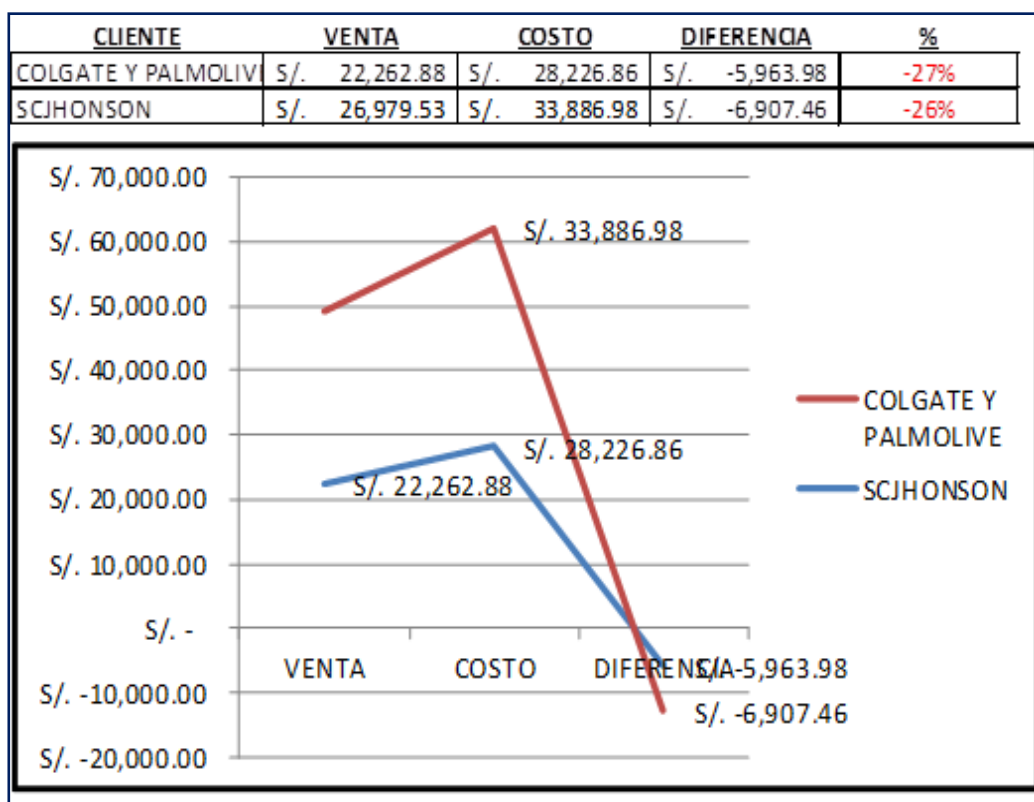 CLIENTE VENTA COSTO DIFERENCIA %
COLGATE Y PALMOLIVI S/. 22,262.88 S/. 28,226.86 S/. -5,963.98 -27%
SCJHONSON S/. 26,979.53 S/. 33,886.98 S/. -6,907.46 -26%
S/. 70,000.00
S/. 60,000.00
S/. 50,000.00
S/. 40,000.00
S/. 30,000.00
S/. 20,000.00
S/. 10,000.00
S/. -
S/. -10,000.00
S/. -20,000.00
S/. 33,886.98
S/. 28,226.86
S/. 22,262.88
VENTA COSTO DIFERENCIA
S/. -5,963.98
S/. -6,907.46
COLGATE Y
PALMOLIVE
SCJHONSON